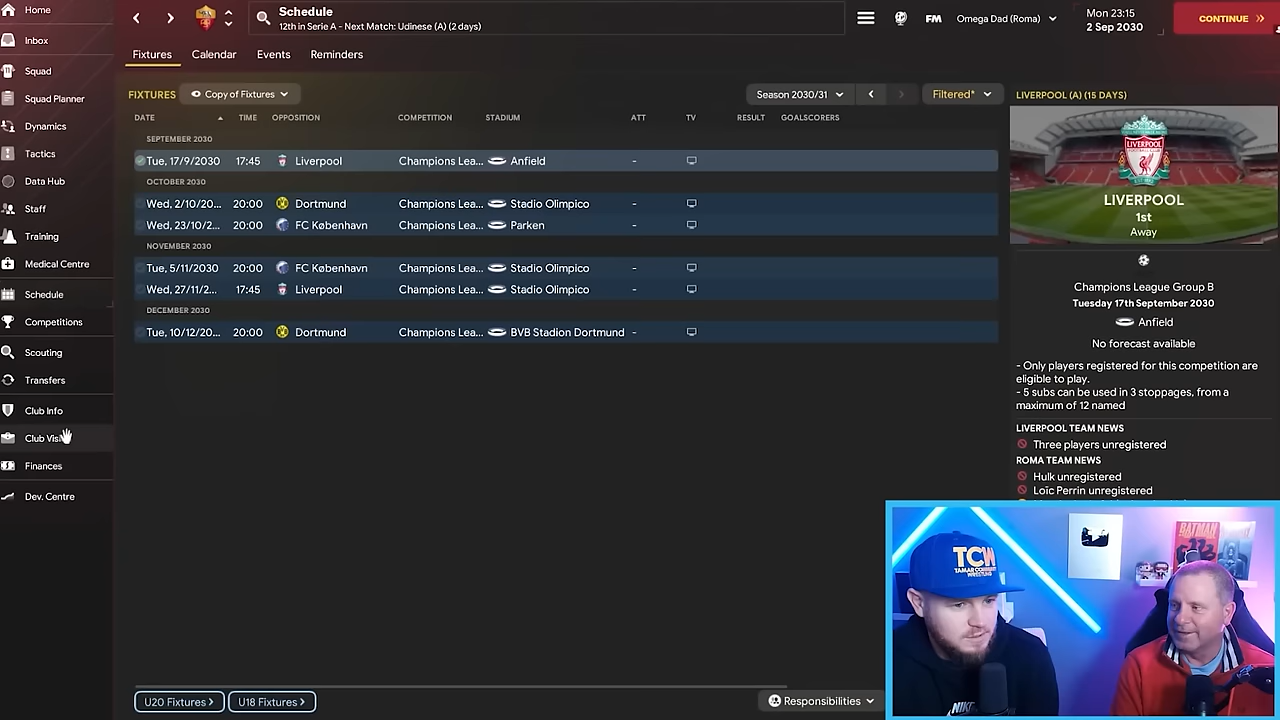 Home
Inbox
Squad
Squad Planner
Dynamics
Tactics
Data Hub
Staff
Training
Medical Centre
Schedule
Competitions
Scouting
Transfers
Club Info
Club Vis
Finances
Dev. Centre
Schedule
12th in Serie A - Next Match: Udinese (A) (2 days)
FM
Omega Dad (Roma)
Mon 23:15
2 Sep 2030
CONTINUE
Fixtures Calendar Events Reminders
FIXTURES Copy of Fixtures
Season 2030/31
Filtered*
DATE TIME OPPOSITION COMPETITION STADIUM ATT TV RESULT GOALSCORERS
SEPTEMBER 2030
Tue, 17/9/2030 17:45 Liverpool Champions Lea... Anfield -
OCTOBER 2030
Wed, 2/10/20... 20:00 Dortmund Champions Lea... Stadio Olimpico -
Wed, 23/10/2... 20:00 FC København Champions Lea... Parken -
NOVEMBER 2030
Tue, 5/11/2030 20:00 FC København Champions Lea... Stadio Olimpico -
Wed, 27/11/2... 17:45 Liverpool Champions Lea... Stadio Olimpico -
DECEMBER 2030
Tue, 10/12/20... 20:00 Dortmund Champions Lea... BVB Stadion Dortmund -
LIVERPOOL (A) (15 DAYS)
LIVERPOOL
1st
Away
Champions League Group B
Tuesday 17th September 2030
Anfield
No forecast available
- Only players registered for this competition are
eligible to play.
- 5 subs can be used in 3 stoppages, from a
maximum of 12 named
LIVERPOOL TEAM NEWS
Three players unregistered
ROMA TEAM NEWS
Hulk unregistered
Loïc Perrin unregistered
U20 Fixtures >
U18 Fixtures >
Responsibilities
TCW
TAMAR COMMUNITY
WRESTLING
BATMAN
NIKE